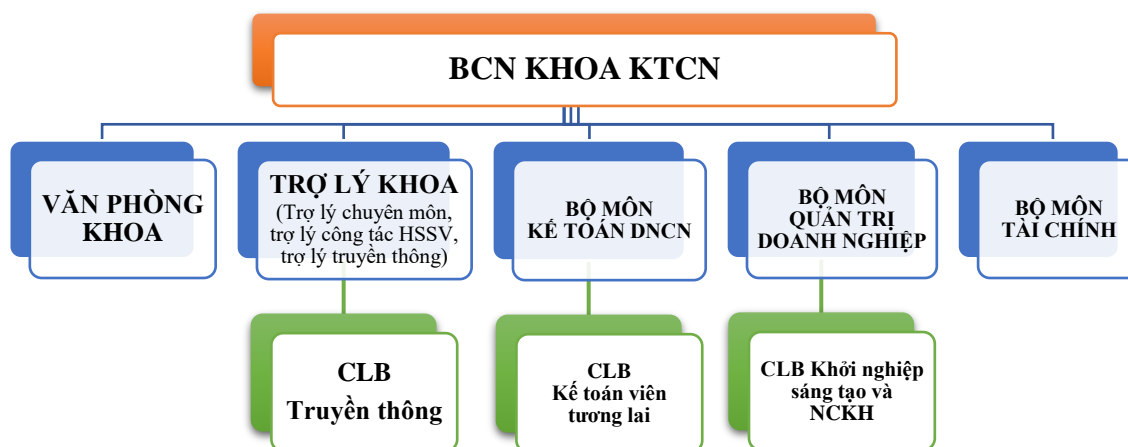 BCN KHOA KTCN
VĂN PHÒNG
KHOA
TRỢ LÝ KHOA
(Trợ lý chuyên môn,
trợ lý công tác HSSV,
trợ lý truyền thông)
BỘ MÔN
KẾ TOÁN DNCN
BỘ MÔN
QUẢN TRỊ
DOANH NGHIỆP
BỘ MÔN
TÀI CHÍNH
CLB
Truyền thông
CLB
Kế toán viên
tương lai
CLB Khởi nghiệp
sáng tạo và
NCKH